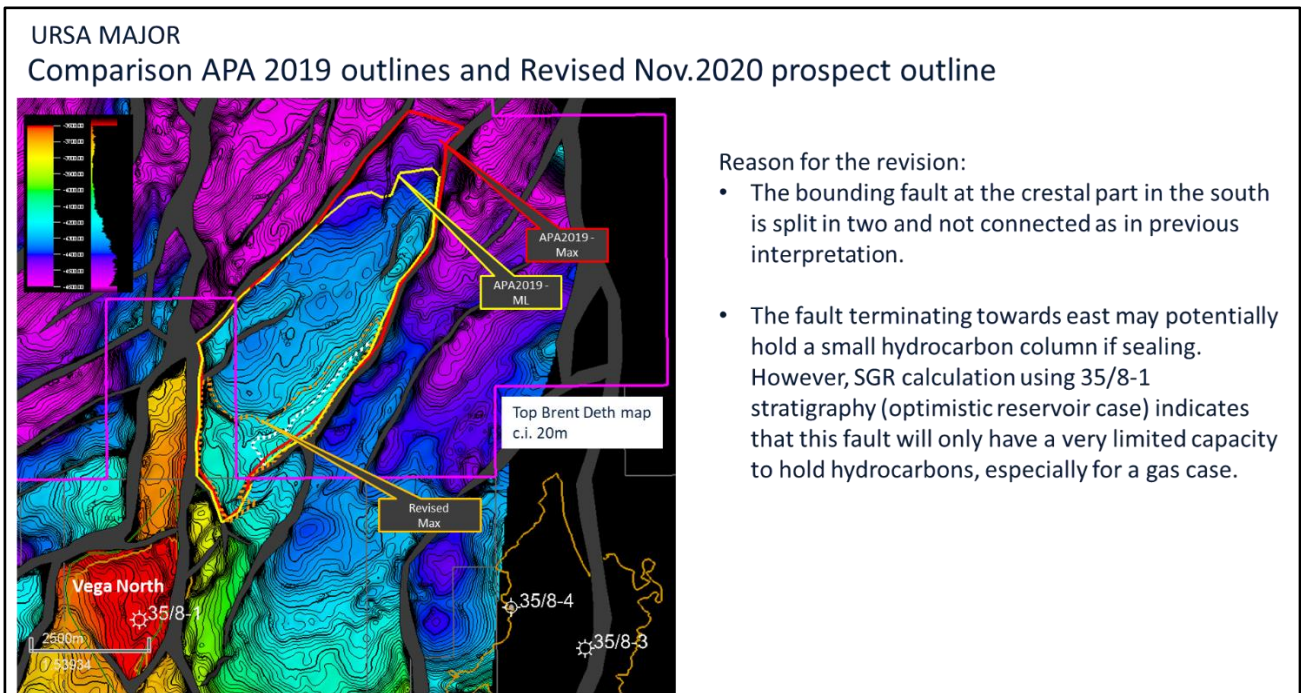 URSA MAJOR
Comparison APA 2019 outlines and Revised Nov.2020 prospect outline
APA2019 -
Max
APA2019 -
ML
Top Brent Deth map
c.i. 20m
Revised
Max
Vega North
35/8-1
35/8-4
35/8-3
2500m
Reason for the revision:
• The bounding fault at the crestal part in the south
is split in two and not connected as in previous
interpretation.
• The fault terminating towards east may potentially
hold a small hydrocarbon column if sealing.
However, SGR calculation using 35/8-1
stratigraphy (optimistic reservoir case) indicates
that this fault will only have a very limited capacity
to hold hydrocarbons, especially for a gas case.